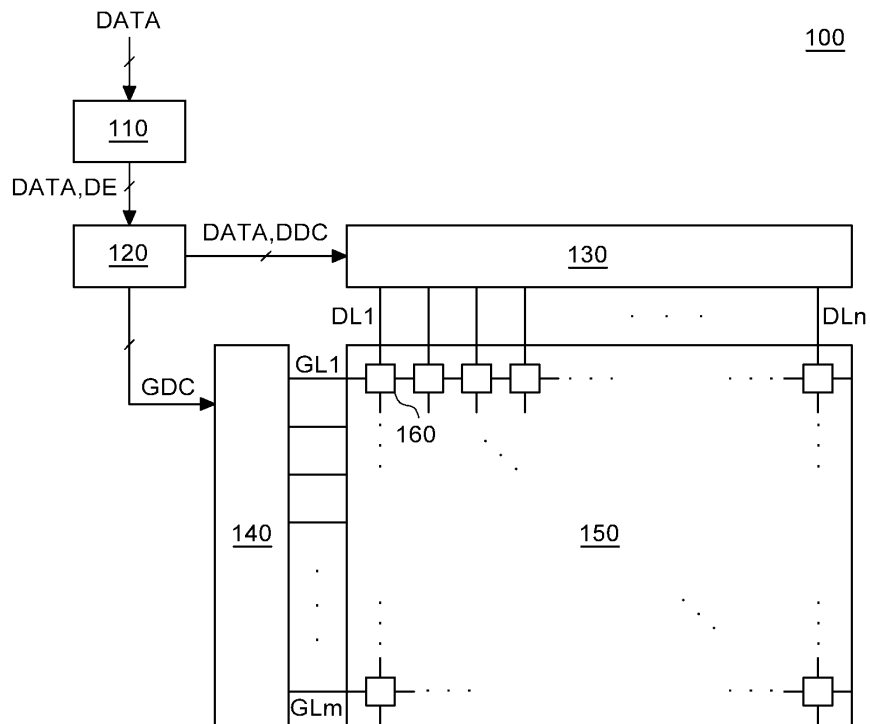 DATA
100
110
DATA,DE
120
DATA,DDC
130
DL1
DLn
GDC
GL1
160
140
150
GLm